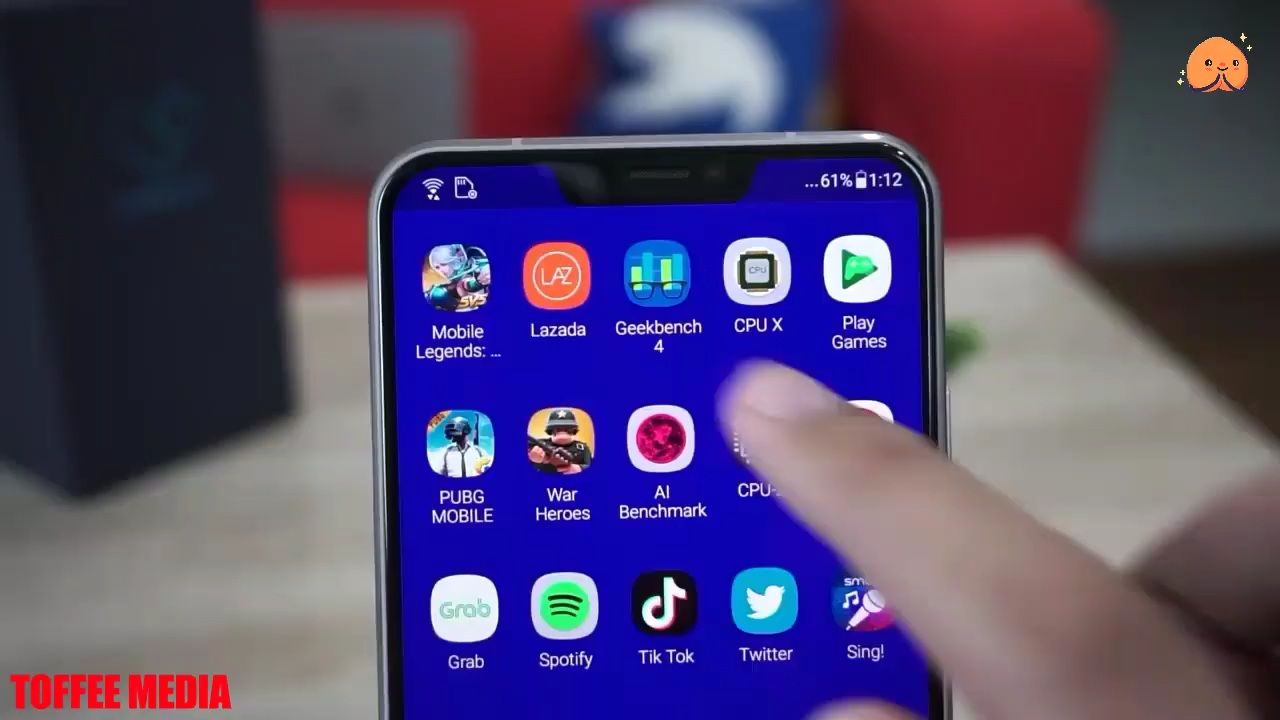 ...61% 1:12
5V5
LAZ
CPU
Mobile
Legends: ...
Lazada
Geekbench
4
CPU X
Play
Games
PUBG
MOBILE
War
Heroes
AI
Benchmark
CPU-
Grab
Grab
Spotify
Tik Tok
Twitter
Sing!
TOFFEE MEDIA